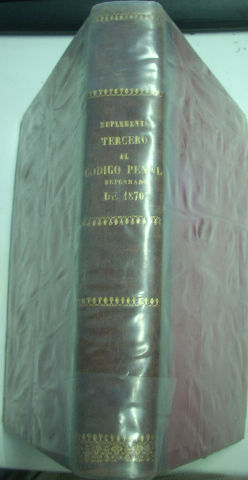 SUPLEMENTO
TERCERO
AL
CODIGO PENAL
REFORMADO
DE 1870